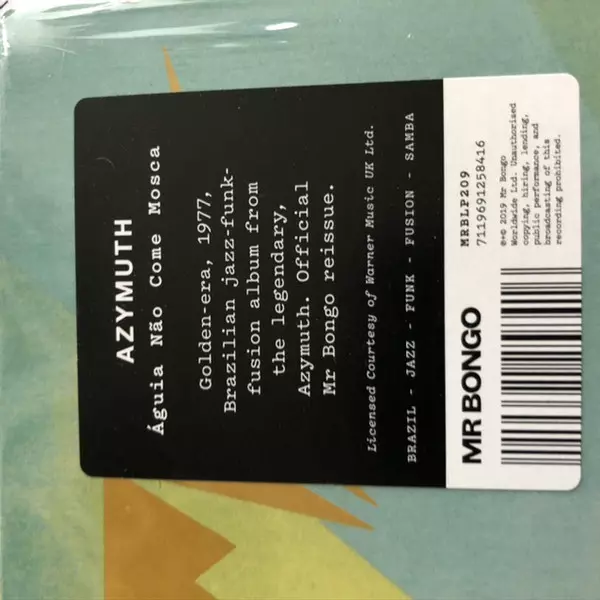 AZYMUTH
Águia Não Come Mosca
Golden-era, 1977,
Brazilian jazz-funk-
fusion album from
the legendary,
Azymuth. Official
Mr Bongo reissue.
Licensed Courtesy of Warner Music UK Ltd.
BRAZIL - JAZZ - FUNK - FUSION - SAMBA
MR BONGO
MRBLP209
7119691258416
℗+© 2019 Mr Bongo
Worldwide Ltd. Unauthorised
copying, hiring, lending,
public performance, and
broadcasting of this
recording prohibited.